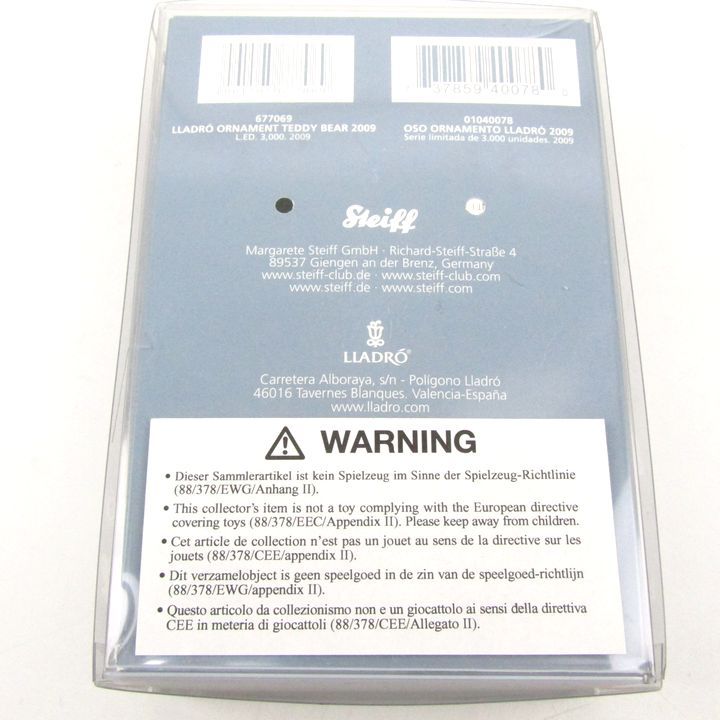 677069
LLADRÓ ORNAMENT TEDDY BEAR 2009
L.ED. 3,000. 2009
7 37859 40078 0
01040078
OSO ORNAMENTO LLADRÓ 2009
Serie limitada de 3.000 unidades. 2009
Steiff
Margarete Steiff GmbH · Richard-Steiff-Straße 4
89537 Giengen an der Brenz, Germany
www.steiff-club.de · www.steiff-club.com
www.steiff.de · www.steiff.com
LLADRÓ®
Carretera Alboraya, s/n - Polígono Lladró
46016 Tavernes Blanques. Valencia-España
www.lladro.com
WARNING
• Dieser Sammlerartikel ist kein Spielzeug im Sinne der Spielzeug-Richtlinie
(88/378/EWG/Anhang II).
• This collector's item is not a toy complying with the European directive
covering toys (88/378/EEC/Appendix II). Please keep away from children.
• Cet article de collection n'est pas un jouet au sens de la directive sur les
jouets (88/378/CEE/appendix II).
• Dit verzamelobject is geen speelgoed in de zin van de speelgoed-richtlijn
(88/378/EWG/appendix II).
• Questo articolo da collezionismo non e un giocattolo ai sensi della direttiva
CEE in meteria di giocattoli (88/378/CEE/Allegato II).